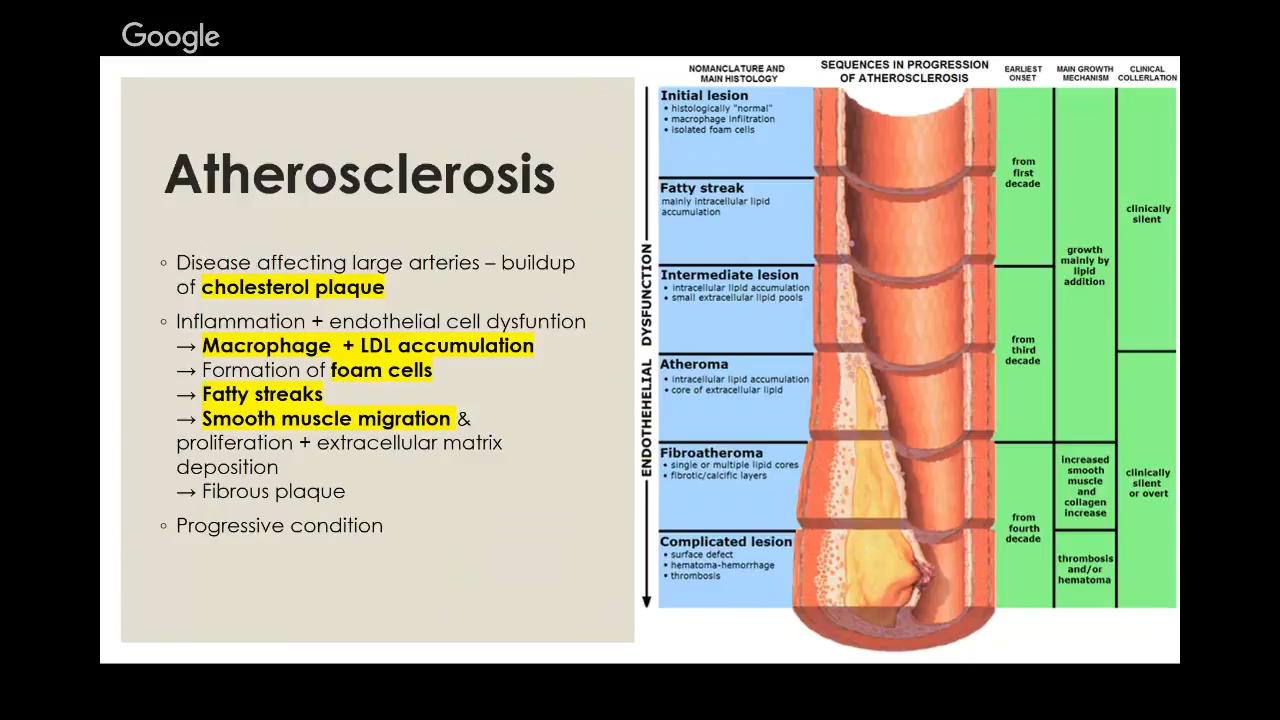 Google
Atherosclerosis
◦ Disease affecting large arteries – buildup
of cholesterol plaque
◦ Inflammation + endothelial cell dysfuntion
→ Macrophage + LDL accumulation
→ Formation of foam cells
→ Fatty streaks
→ Smooth muscle migration &
proliferation + extracellular matrix
deposition
→ Fibrous plaque
◦ Progressive condition
NOMANCLATURE AND
MAIN HISTOLOGY
SEQUENCES IN PROGRESSION
OF ATHEROSCLEROSIS
EARLIEST
ONSET
MAIN GROWTH
MECHANISM
CLINICAL
COLLERLATION
ENDOTHEHELIAL DYSFUNCTION
Initial lesion
• histologically "normal"
• macrophage infiltration
• isolated foam cells
Fatty streak
mainly intracellular lipid
accumulation
Intermediate lesion
• intracellular lipid accumulation
• small extracellular lipid pools
Atheroma
• intracellular lipid accumulation
• core of extracellular lipid
Fibroatheroma
• single or multiple lipid cores
• fibrotic/calcific layers
Complicated lesion
• surface defect
• hematoma-hemorrhage
• thrombosis
from
first
decade
from
third
decade
from
fourth
decade
growth
mainly by
lipid
addition
increased
smooth
muscle
and
collagen
increase
thrombosis
and/or
hematoma
clinically
silent
clinically
silent
or overt